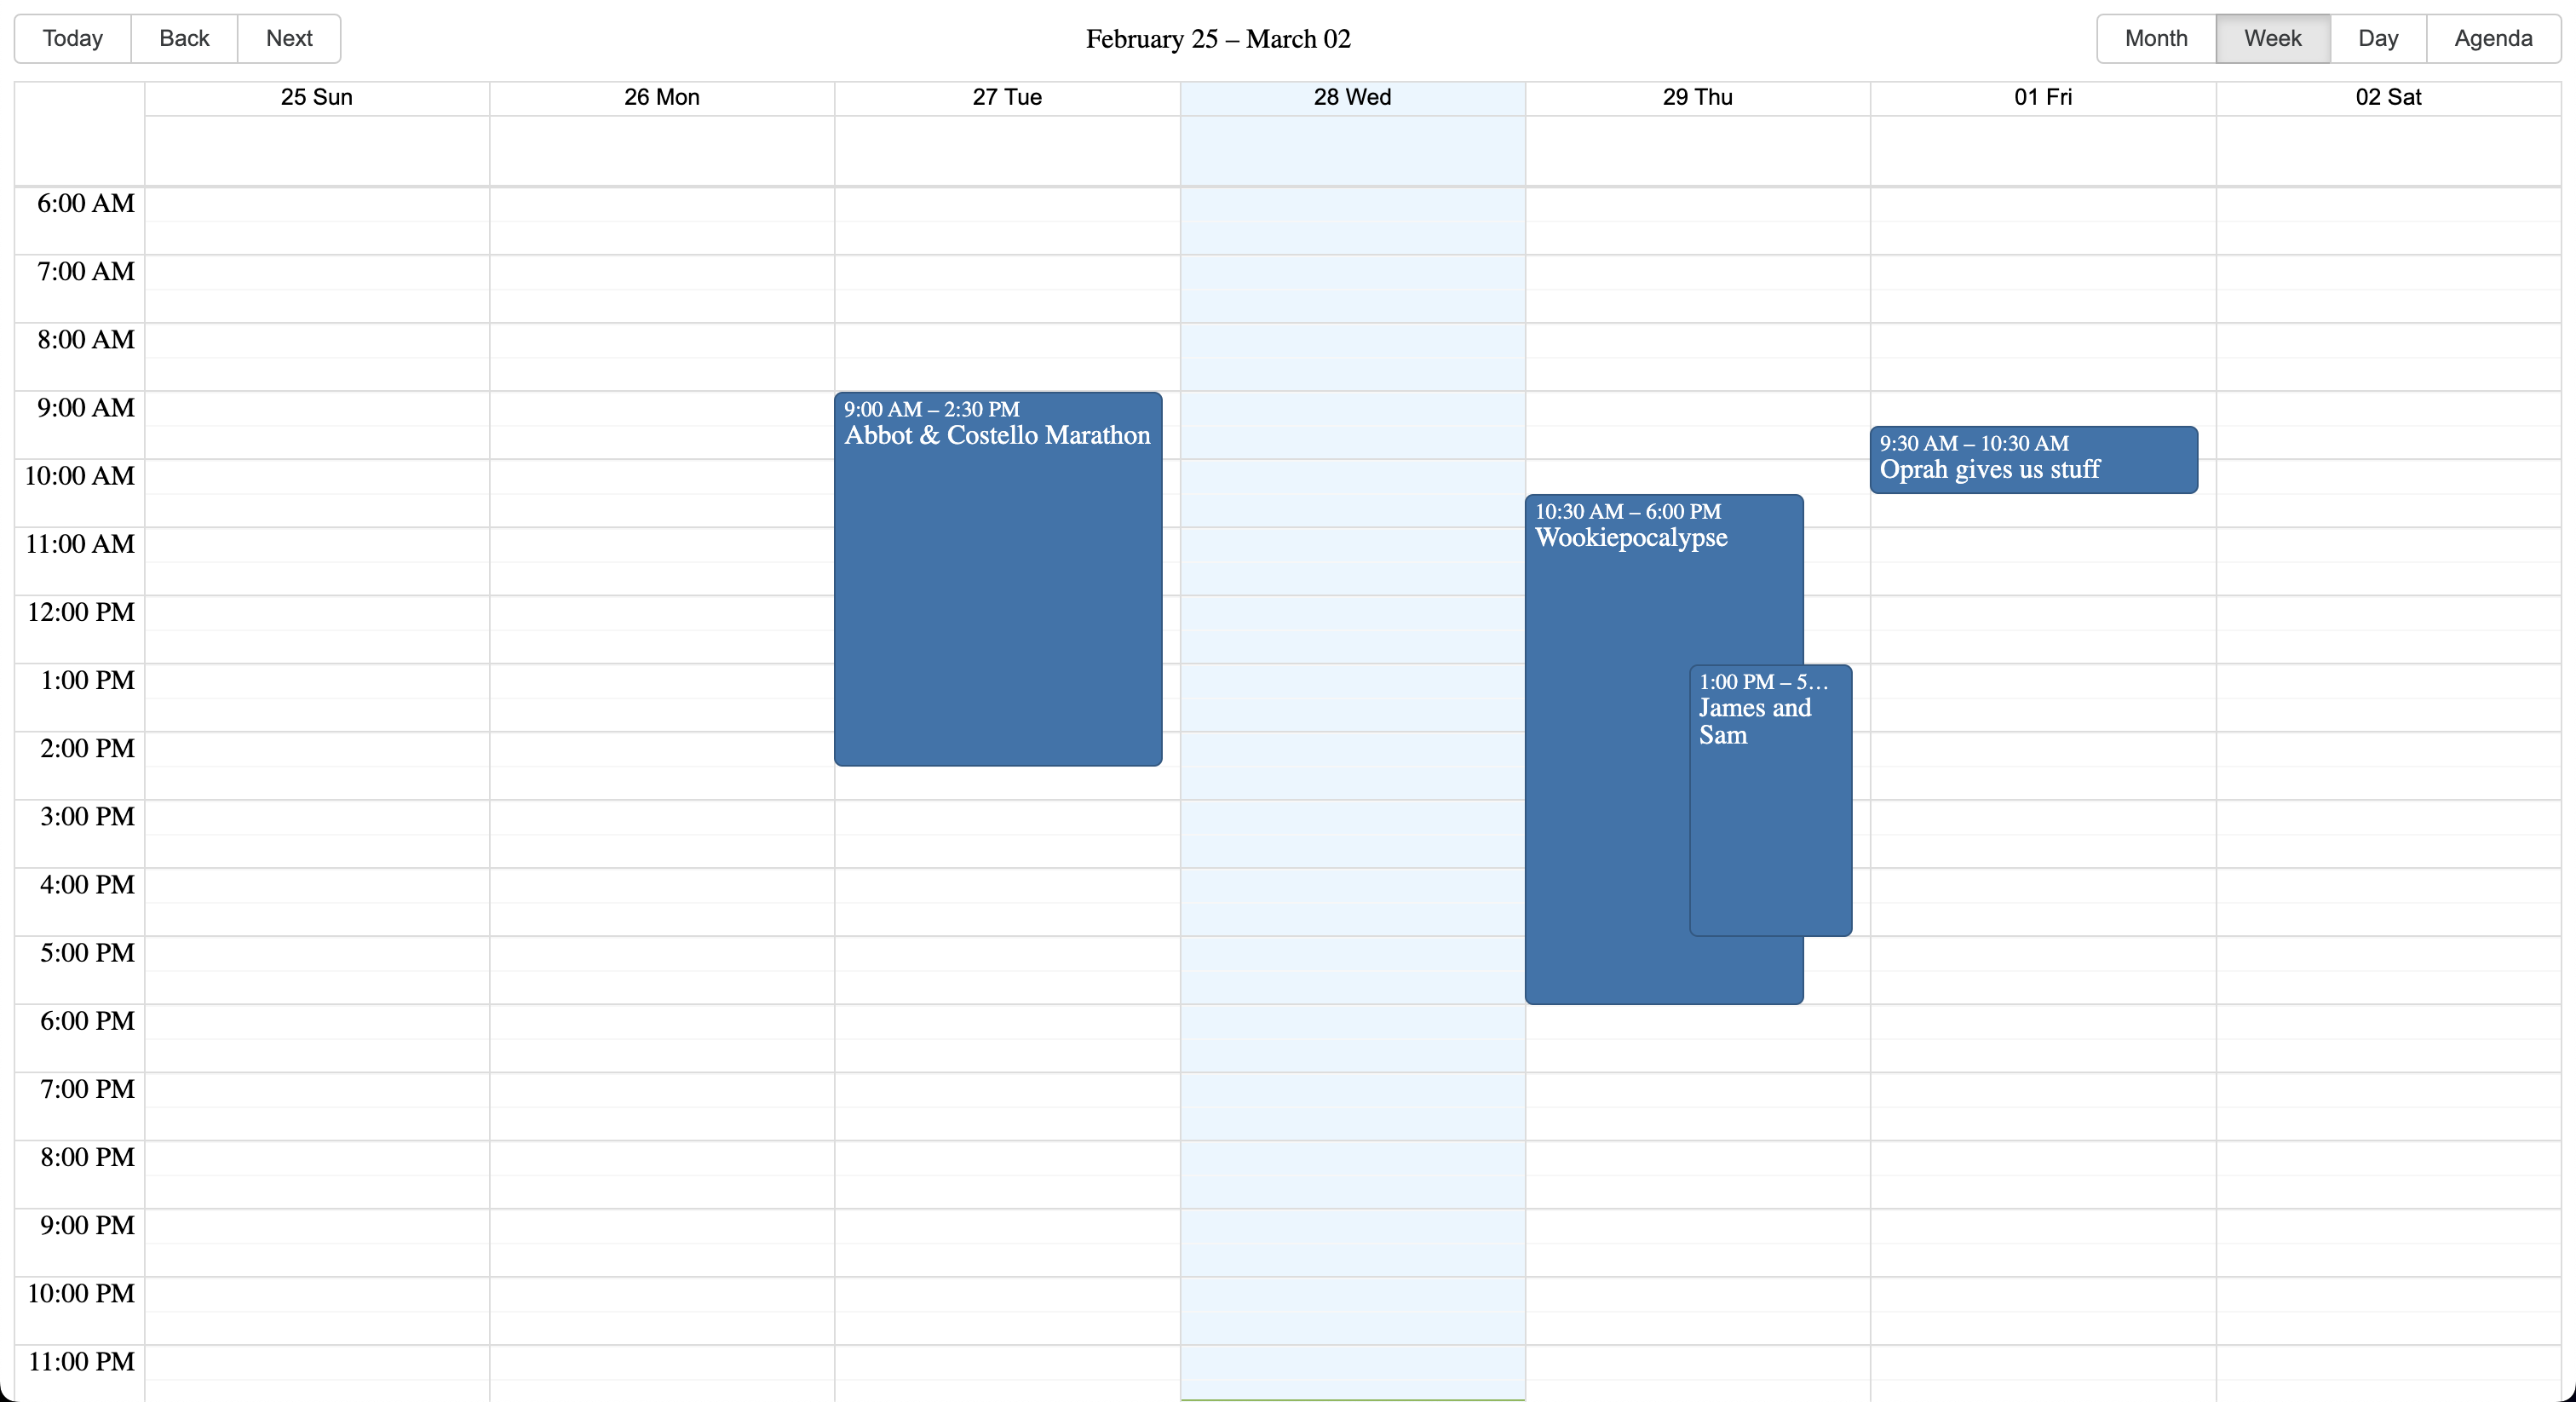 Today Back Next February 25 – March 02 Month Week Day Agenda
25 Sun 26 Mon 27 Tue 28 Wed 29 Thu 01 Fri 02 Sat
6:00 AM
7:00 AM
8:00 AM
9:00 AM
10:00 AM
11:00 AM
12:00 PM
1:00 PM
2:00 PM
3:00 PM
4:00 PM
5:00 PM
6:00 PM
7:00 PM
8:00 PM
9:00 PM
10:00 PM
11:00 PM
9:00 AM – 2:30 PM
Abbot & Costello Marathon
10:30 AM – 6:00 PM
Wookiepocalypse
1:00 PM – 5…
James and
Sam
9:30 AM – 10:30 AM
Oprah gives us stuff